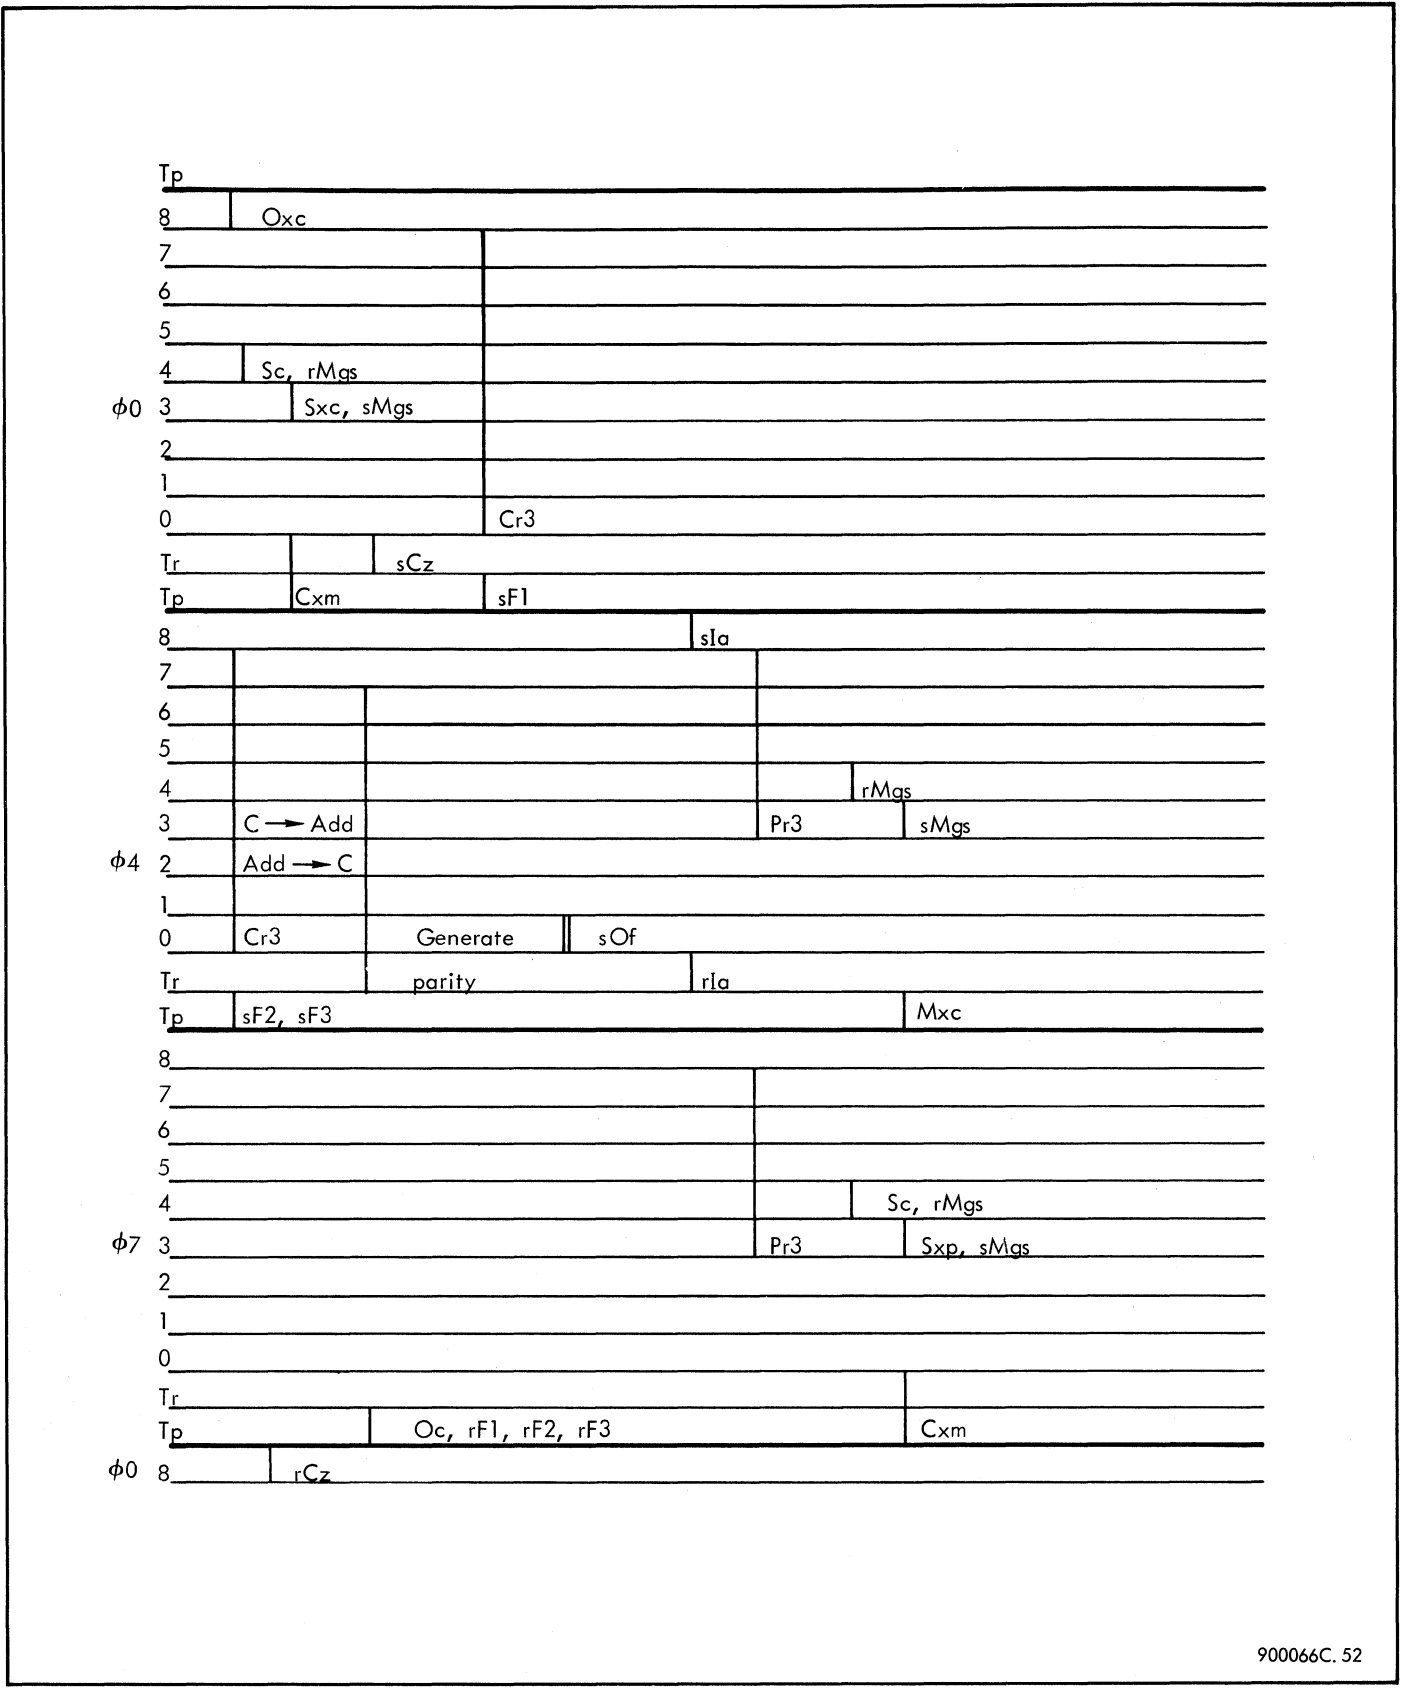 Tp
8 Oxc
7
6
5
4 Sc, rMgs
φ0 3 Sxc, sMgs
2
1
0 Cr3
Tr sCz
Tp Cxm sF1
8 sIa
7
6
5
4 rMgs
3 C → Add Pr3 sMgs
φ4 2 Add → C
1
0 Cr3 Generate sOf
Tr parity rIa
Tp sF2, sF3 Mxc
8
7
6
5
4 Sc, rMgs
φ7 3 Pr3 Sxp, sMgs
2
1
0
Tr
Tp Oc, rF1, rF2, rF3 Cxm
φ0 8 rCz
900066C. 52